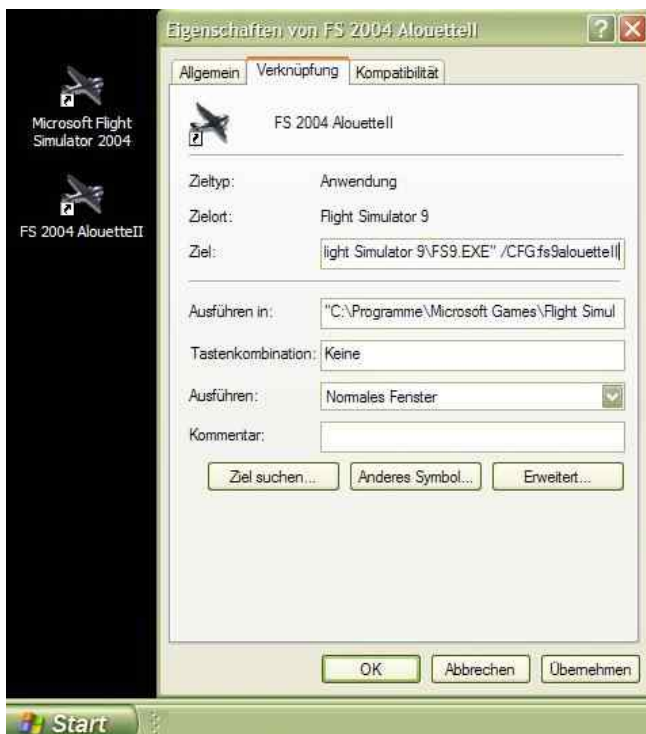 Eigenschaften von FS 2004 AlouetteII
Allgemein Verknüpfung Kompatibilität
Microsoft Flight
Simulator 2004
FS 2004 AlouetteII
FS 2004 AlouetteII
Zieltyp: Anwendung
Zielort: Flight Simulator 9
Ziel: light Simulator 9\FS9.EXE" /CFG:fs9alouetteII
Ausführen in: "C:\Programme\Microsoft Games\Flight Simul
Tastenkombination: Keine
Ausführen: Normales Fenster
Kommentar:
Ziel suchen... Anderes Symbol... Erweitert...
OK Abbrechen Übernehmen
Start